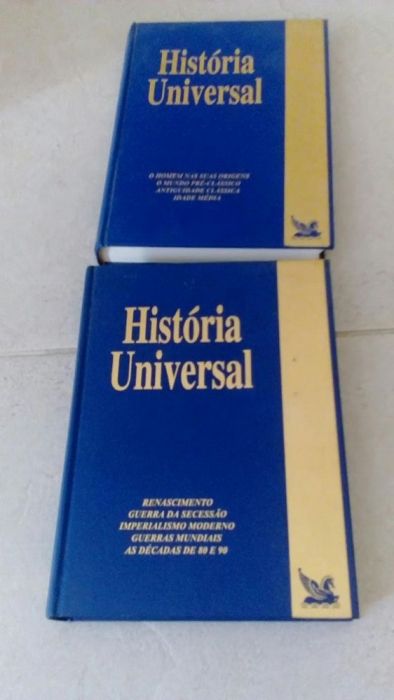 História
Universal
O HOMEM NAS SUAS ORIGENS
O MUNDO PRÉ-CLÁSSICO
ANTIGUIDADE CLÁSSICA
IDADE MÉDIA
História
Universal
RENASCIMENTO
GUERRA DA SECESSÃO
IMPERIALISMO MODERNO
GUERRAS MUNDIAIS
AS DÉCADAS DE 80 E 90